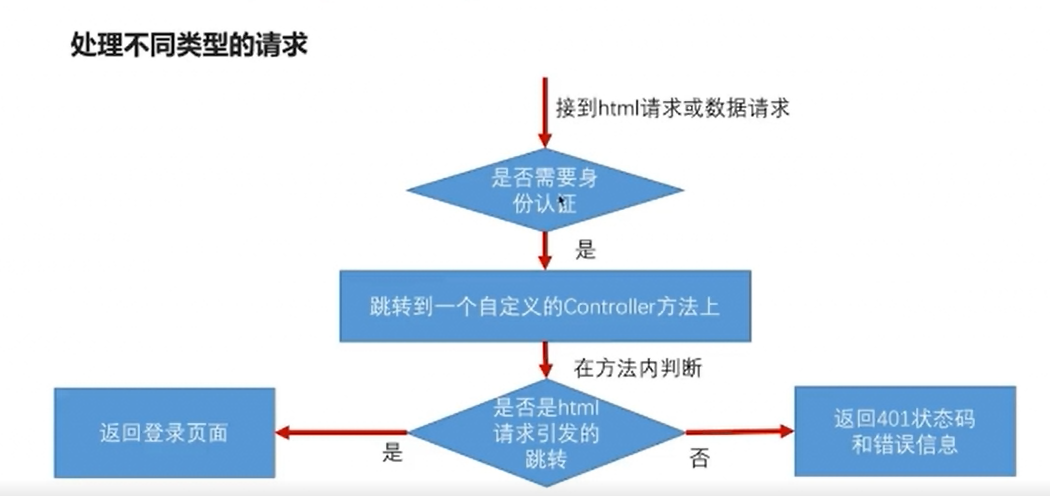 处理不同类型的请求
接到html请求或数据请求
是否需要身
份认证
是
跳转到一个自定义的Controller方法上
在方法内判断
是否是html
请求引发的
跳转
返回登录页面
是
否
返回401状态码
和错误信息